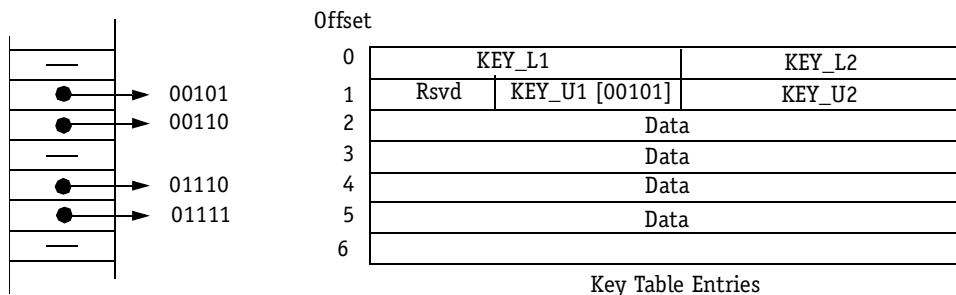 Offset
0 KEY_L1 KEY_L2
00101 1 Rsvd KEY_U1 [00101] KEY_U2
00110 2 Data
3 Data
01110 4 Data
01111 5 Data
6
Key Table Entries